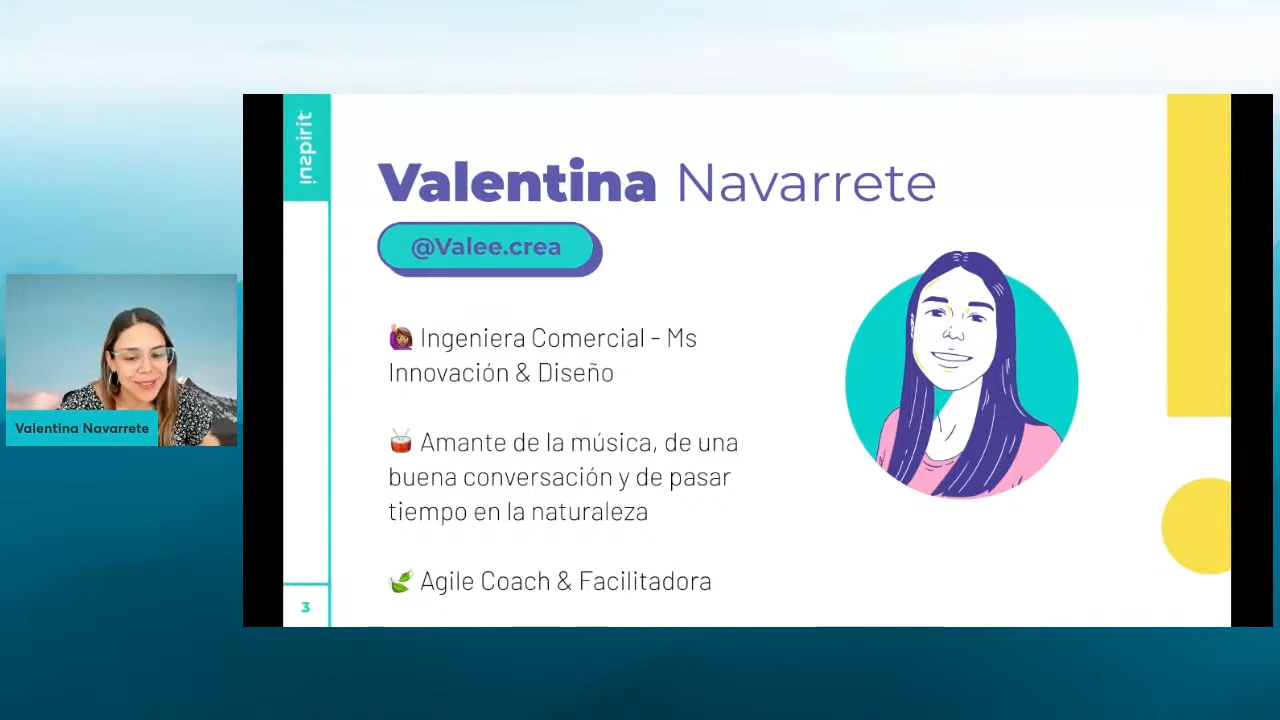 inspirit
Valentina Navarrete
@Valee.crea
🙋🏽‍♀️ Ingeniera Comercial - Ms
Innovación & Diseño
🥁 Amante de la música, de una
buena conversación y de pasar
tiempo en la naturaleza
🌿 Agile Coach & Facilitadora
3
Valentina Navarrete